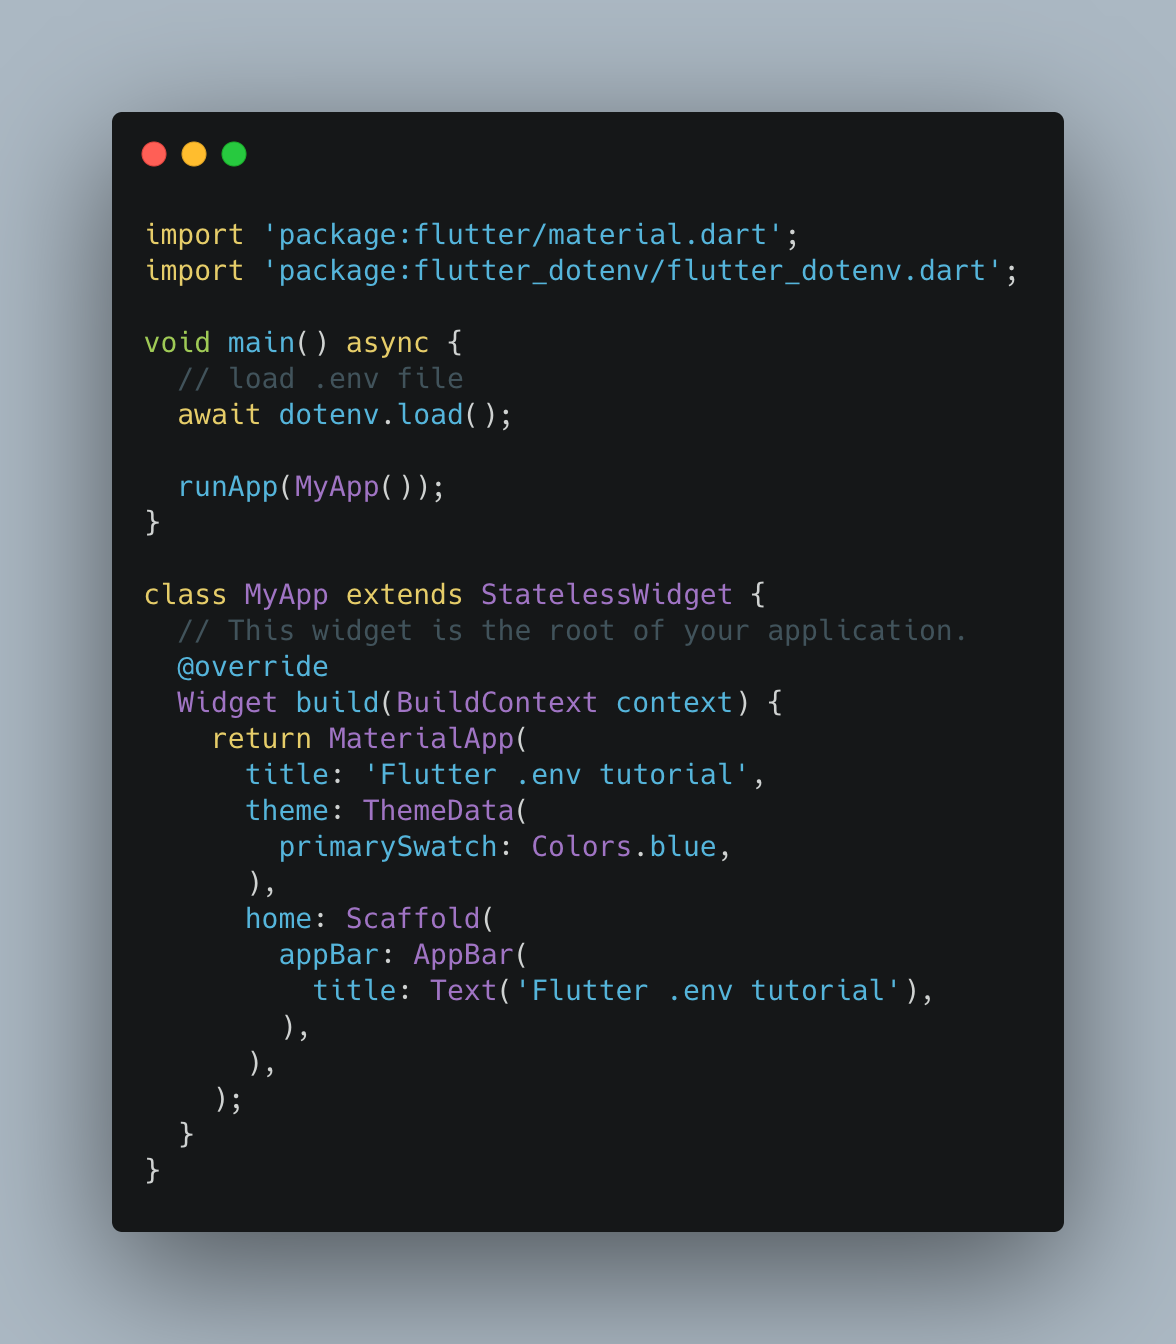 import 'package:flutter/material.dart';
import 'package:flutter_dotenv/flutter_dotenv.dart';

void main() async {
  // load .env file
  await dotenv.load();

  runApp(MyApp());
}

class MyApp extends StatelessWidget {
  // This widget is the root of your application.
  @override
  Widget build(BuildContext context) {
    return MaterialApp(
      title: 'Flutter .env tutorial',
      theme: ThemeData(
        primarySwatch: Colors.blue,
      ),
      home: Scaffold(
        appBar: AppBar(
          title: Text('Flutter .env tutorial'),
        ),
      ),
    );
  }
}